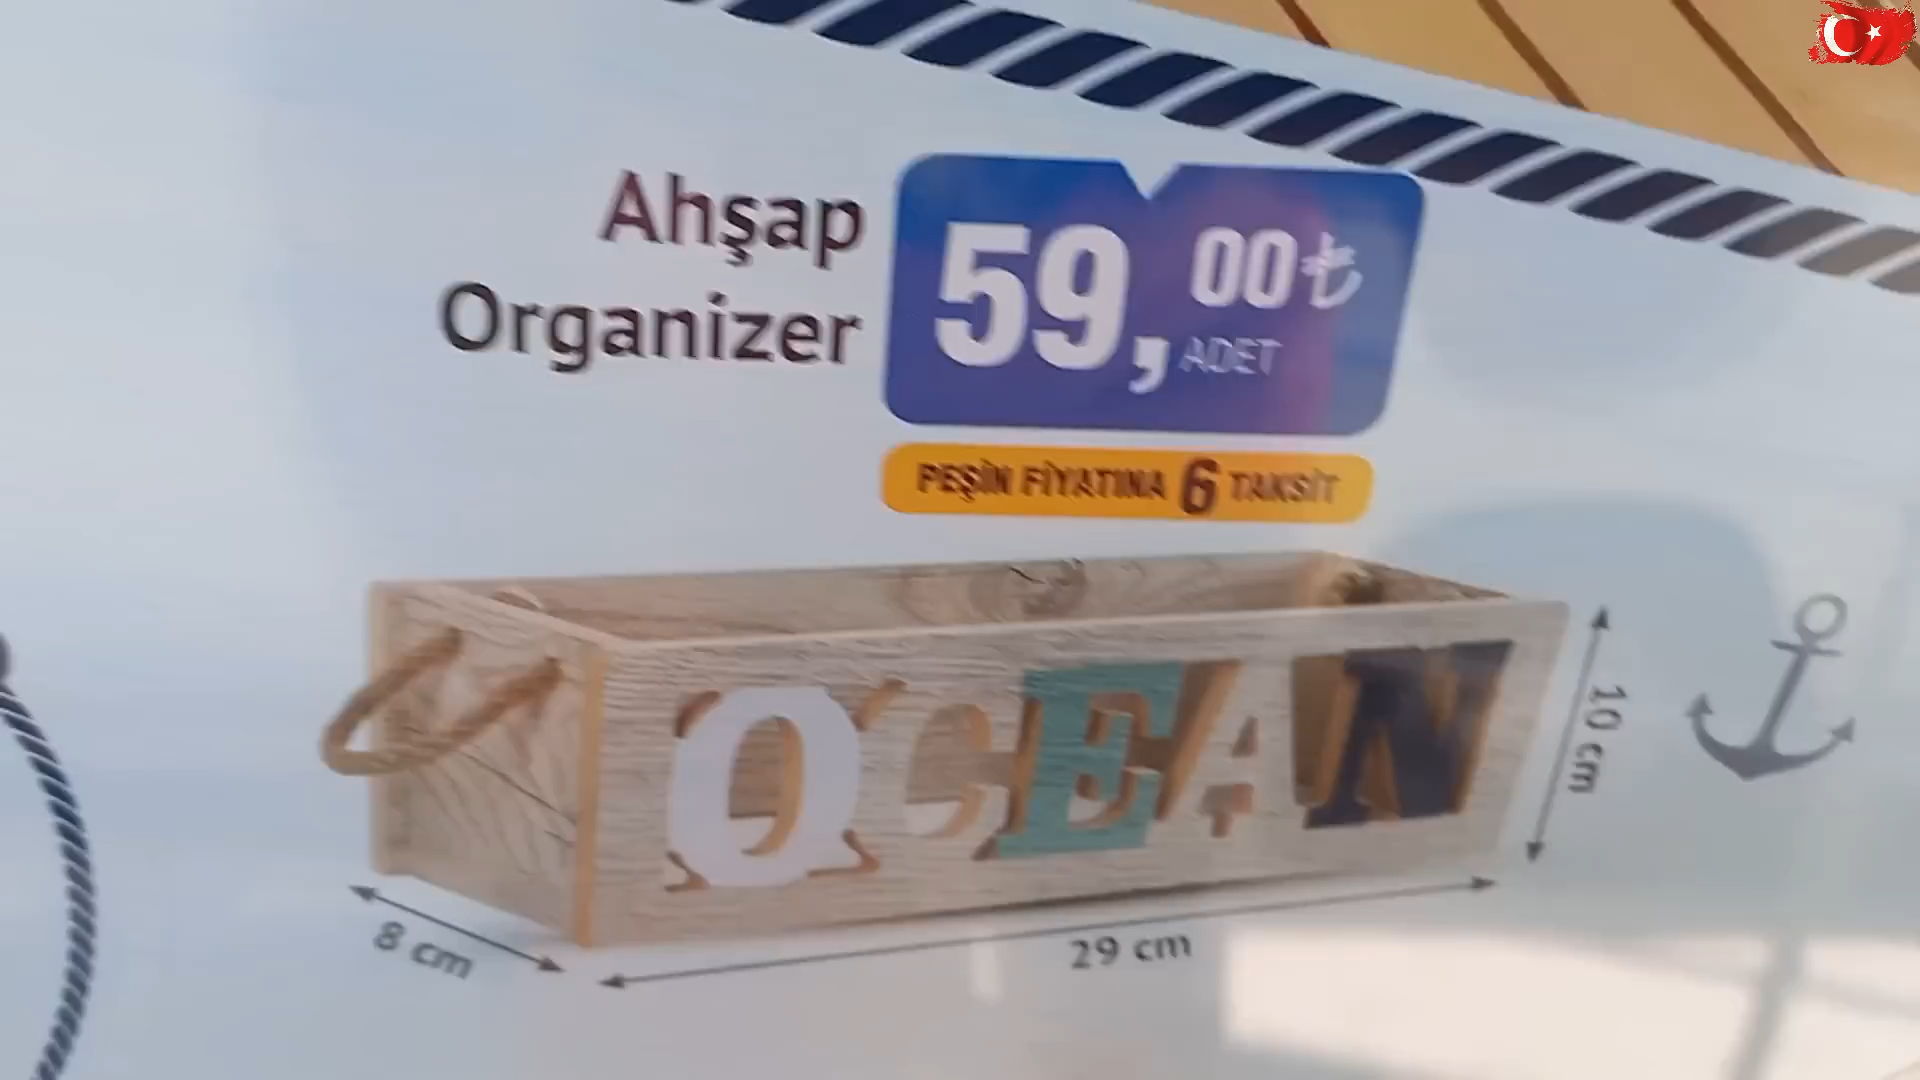 Ahşap
Organizer
59,00₺
ADET
PEŞİN FİYATINA 6 TAKSİT
OCEAN
10 cm
8 cm
29 cm